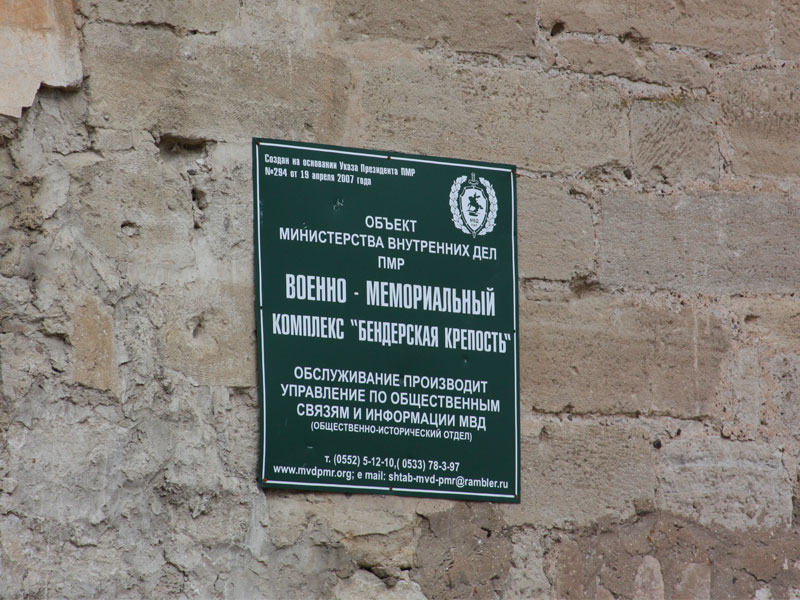 Создан на основании Указа Президента ПМР
№294 от 19 апреля 2007 года
МВД
ОБЪЕКТ
МИНИСТЕРСТВА ВНУТРЕННИХ ДЕЛ
ПМР
ВОЕННО - МЕМОРИАЛЬНЫЙ
КОМПЛЕКС "БЕНДЕРСКАЯ КРЕПОСТЬ"
ОБСЛУЖИВАНИЕ ПРОИЗВОДИТ
УПРАВЛЕНИЕ ПО ОБЩЕСТВЕННЫМ
СВЯЗЯМ И ИНФОРМАЦИИ МВД
(ОБЩЕСТВЕННО-ИСТОРИЧЕСКИЙ ОТДЕЛ)
т. (0552) 5-12-10,( 0533) 78-3-97
www.mvdpmr.org; e mail: shtab-mvd-pmr@rambler.ru